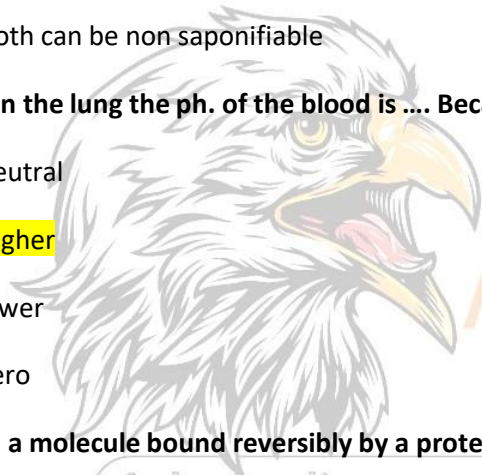 oth can be non saponifiable
n the lung the ph. of the blood is .... Beca
eutral
gher
wer
ero
a molecule bound reversibly by a prote